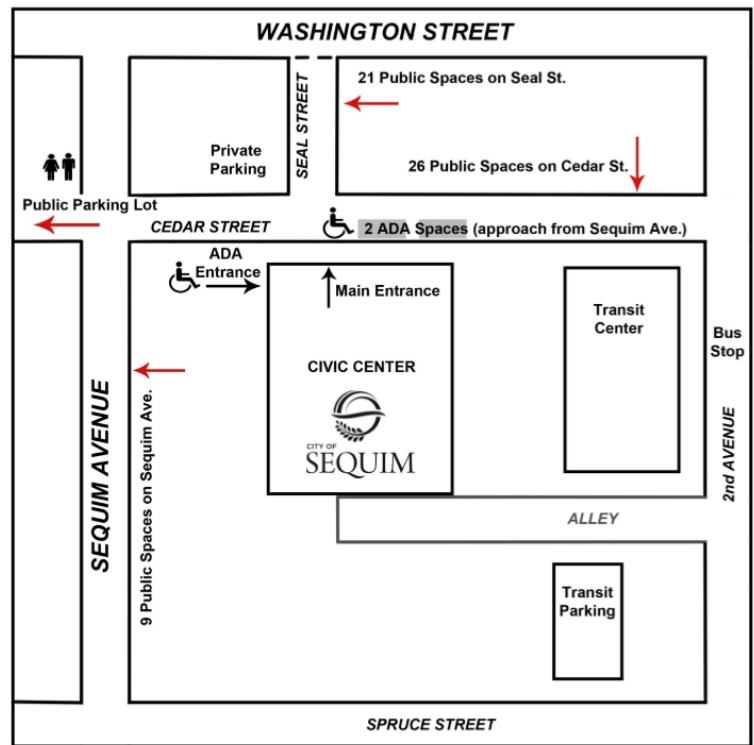 WASHINGTON STREET
21 Public Spaces on Seal St.
SEAL STREET
Private
Parking
26 Public Spaces on Cedar St.
Public Parking Lot
CEDAR STREET
2 ADA Spaces (approach from Sequim Ave.)
ADA
Entrance
Main Entrance
Transit
Center
Bus
Stop
CIVIC CENTER
CITY OF
SEQUIM
SEQUIM AVENUE
9 Public Spaces on Sequim Ave.
2nd AVENUE
ALLEY
Transit
Parking
SPRUCE STREET